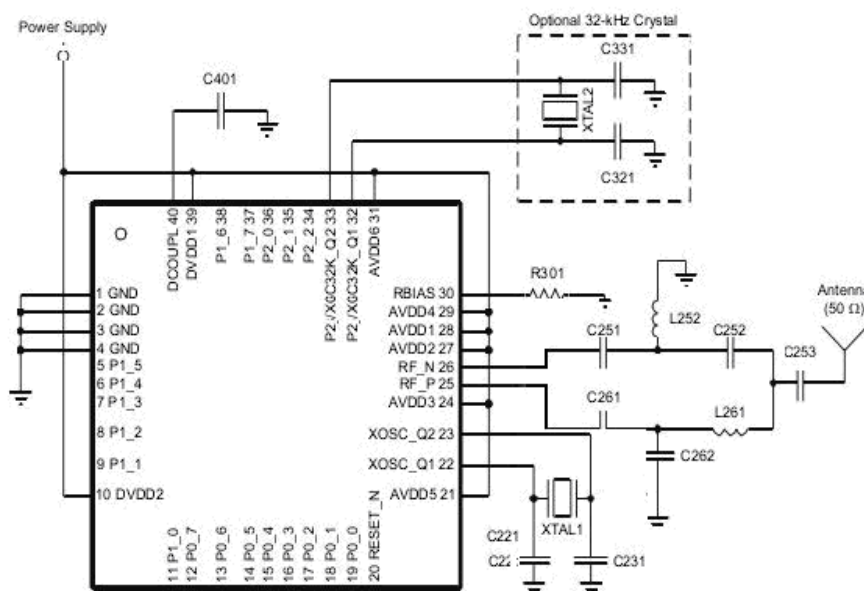 Power Supply
Optional 32-kHz Crystal
C401
C331
XTAL2
C321
DCOUPL 40
DVDD1 39
P1_6 38
P1_7 37
P2_0 36
P2_1 35
P2_2 34
P2_/XGC32K_Q2 33
P2_/XGC32K_Q1 32
AVDD6 31
1 GND
2 GND
3 GND
4 GND
5 P1_5
6 P1_4
7 P1_3
8 P1_2
9 P1_1
10 DVDD2
RBIAS 30
AVDD4 29
AVDD1 28
AVDD2 27
RF_N 26
RF_P 25
AVDD3 24
XOSC_Q2 23
XOSC_Q1 22
AVDD5 21
R301
L252
C251
C252
Antenna
(50 Ω)
C253
C261
L261
C262
XTAL1
C221
C231
11 P1_0
12 P0_7
13 P0_6
14 P0_5
15 P0_4
16 P0_3
17 P0_2
18 P0_1
19 P0_0
20 RESET_N